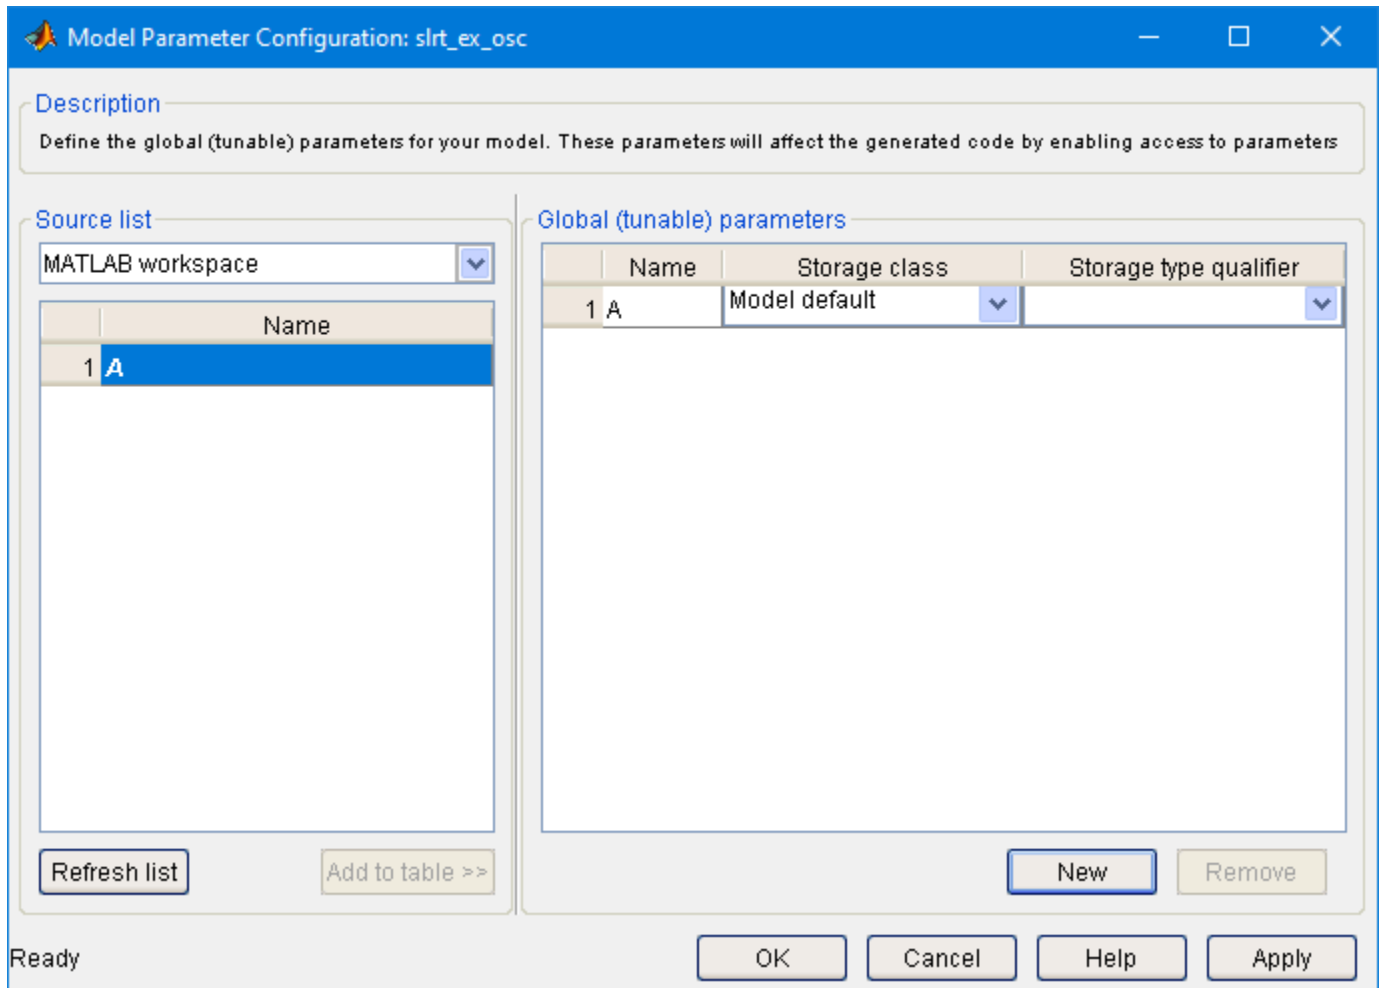 Model Parameter Configuration: slrt_ex_osc
Description
Define the global (tunable) parameters for your model. These parameters will affect the generated code by enabling access to parameters
Source list
MATLAB workspace
Name
1 A
Refresh list
Add to table >>
Global (tunable) parameters
Name Storage class Storage type qualifier
1 A Model default
New
Remove
Ready
OK
Cancel
Help
Apply